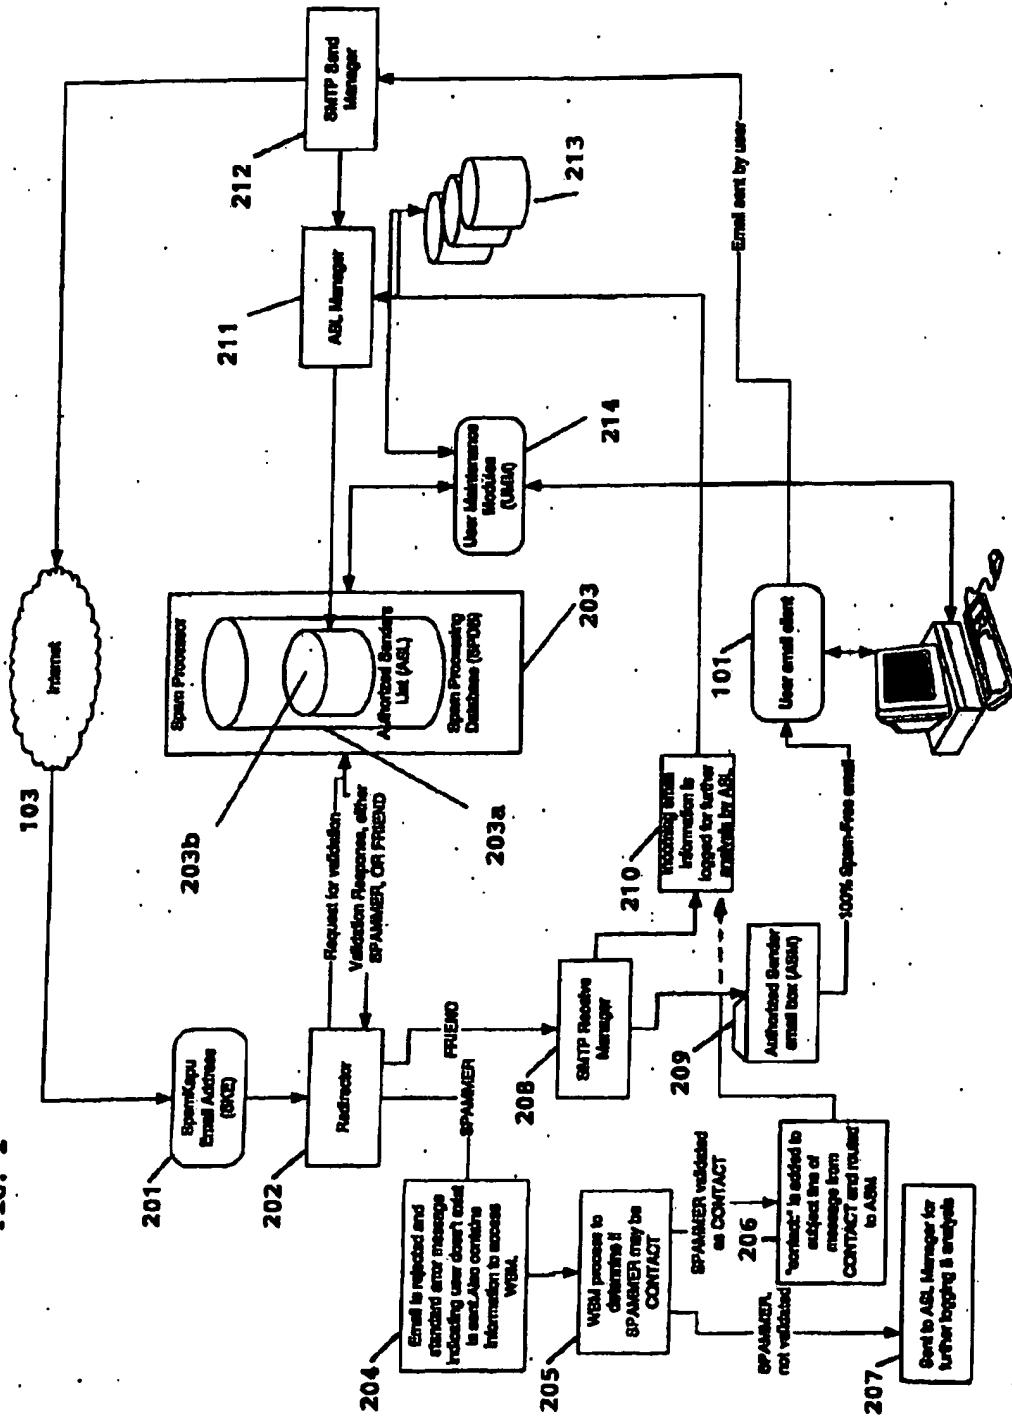 103
Internet
201
SpamKapu
Email Address
(SKE)
202
Redirector
Request for validation
Validation Response, either
SPAMMER, OR FRIEND
203b
203a
203
Spam Processor
Authorized Senders
List (ASL)
Spam Processing
Database (SPDB)
211
ABL Manager
212
SMTP Send
Manager
213
214
User Maintenance
Modules
(UMM)
SPAMMER
FRIEND
204
Email is rejected and
standard error message
indicating user doesn't exist
is sent.Also contains
information to access
WBM.
205
WBM process to
determine if
SPAMMER may be
CONTACT
SPAMMER validated
as CONTACT
206
"contact:" is added to
subject line of
message from
CONTACT and routed
to ASM
SPAMMER,
not validated
207
Sent to ASL Manager for
further logging & analysis
208
SMTP Receive
Manager
209
Authorized Sender
email box (ASM)
210
Incoming email
information is
logged for further
analysis by ASL
100% Spam-Free email
101
User email client
Email sent by user